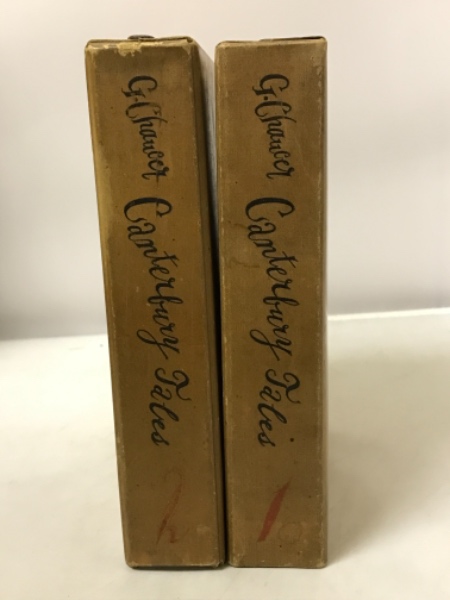 G. Chaucer Canterbury Tales 2
G. Chaucer Canterbury Tales 1